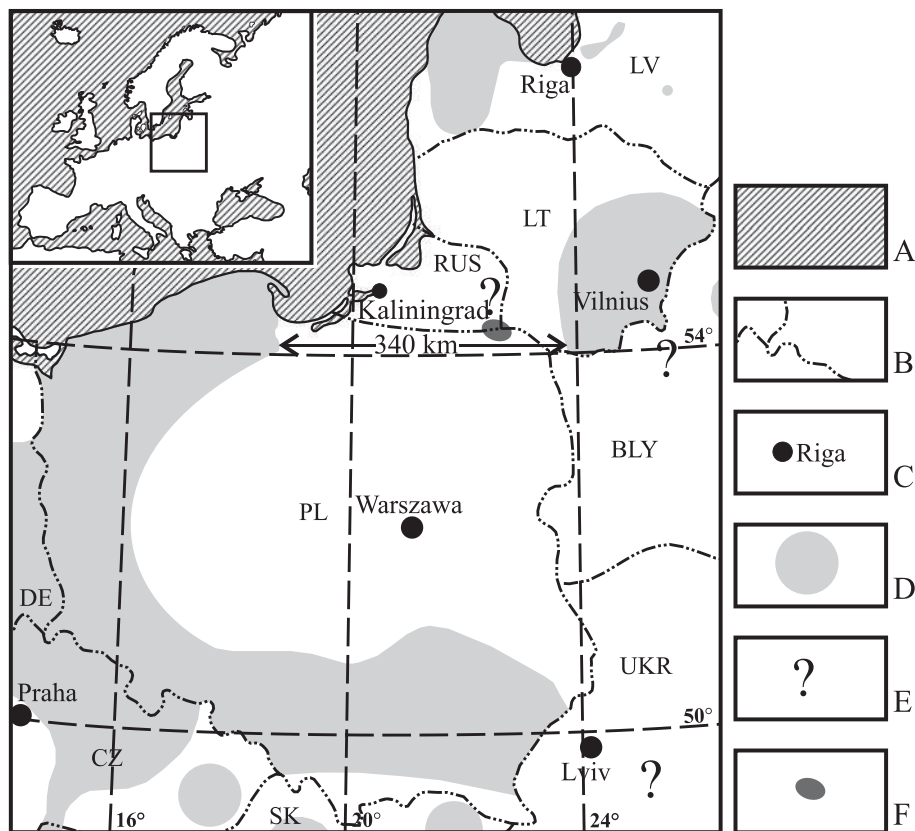 LV
Riga
LT
RUS
?
Kaliningrad
Vilnius
54°
340 km
?
BLY
PL
Warszawa
DE
UKR
Praha
50°
CZ
Lviv
?
SK
16°
20°
24°
A
B
Riga
C
D
?
E
F